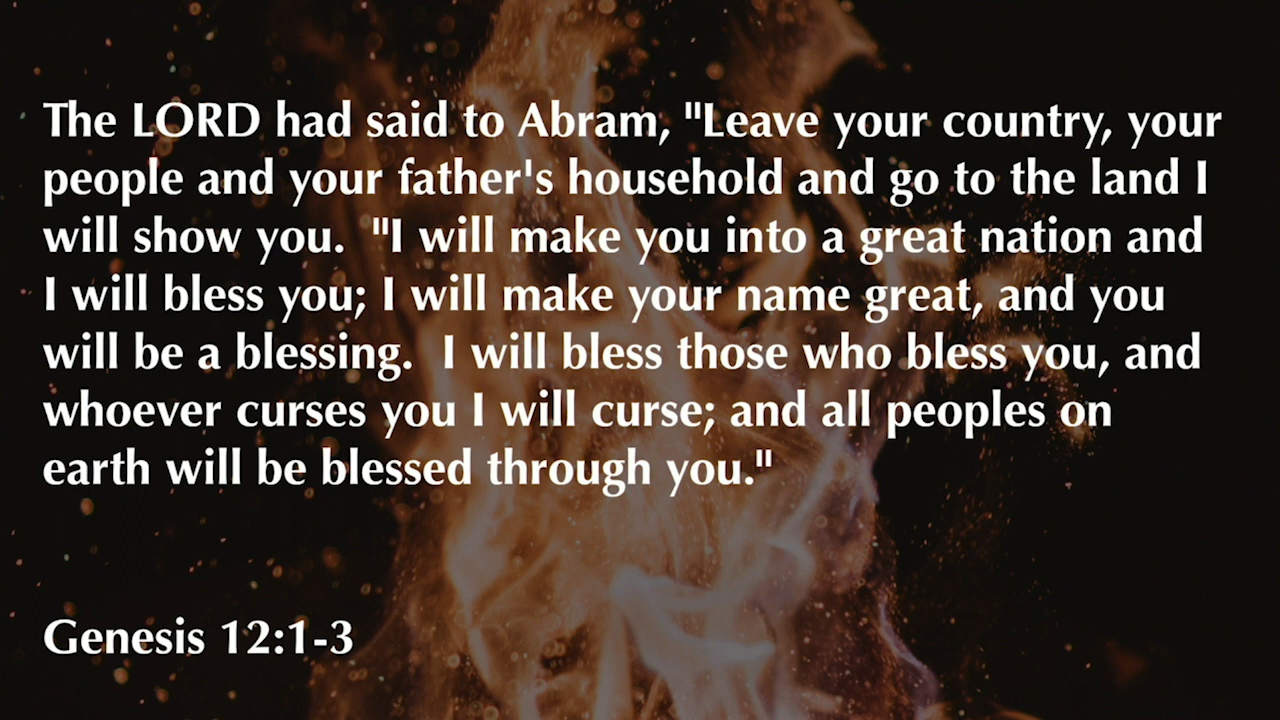 The LORD had said to Abram, "Leave your country, your
people and your father's household and go to the land I
will show you.  "I will make you into a great nation and
I will bless you; I will make your name great, and you
will be a blessing.  I will bless those who bless you, and
whoever curses you I will curse; and all peoples on
earth will be blessed through you."
Genesis 12:1-3